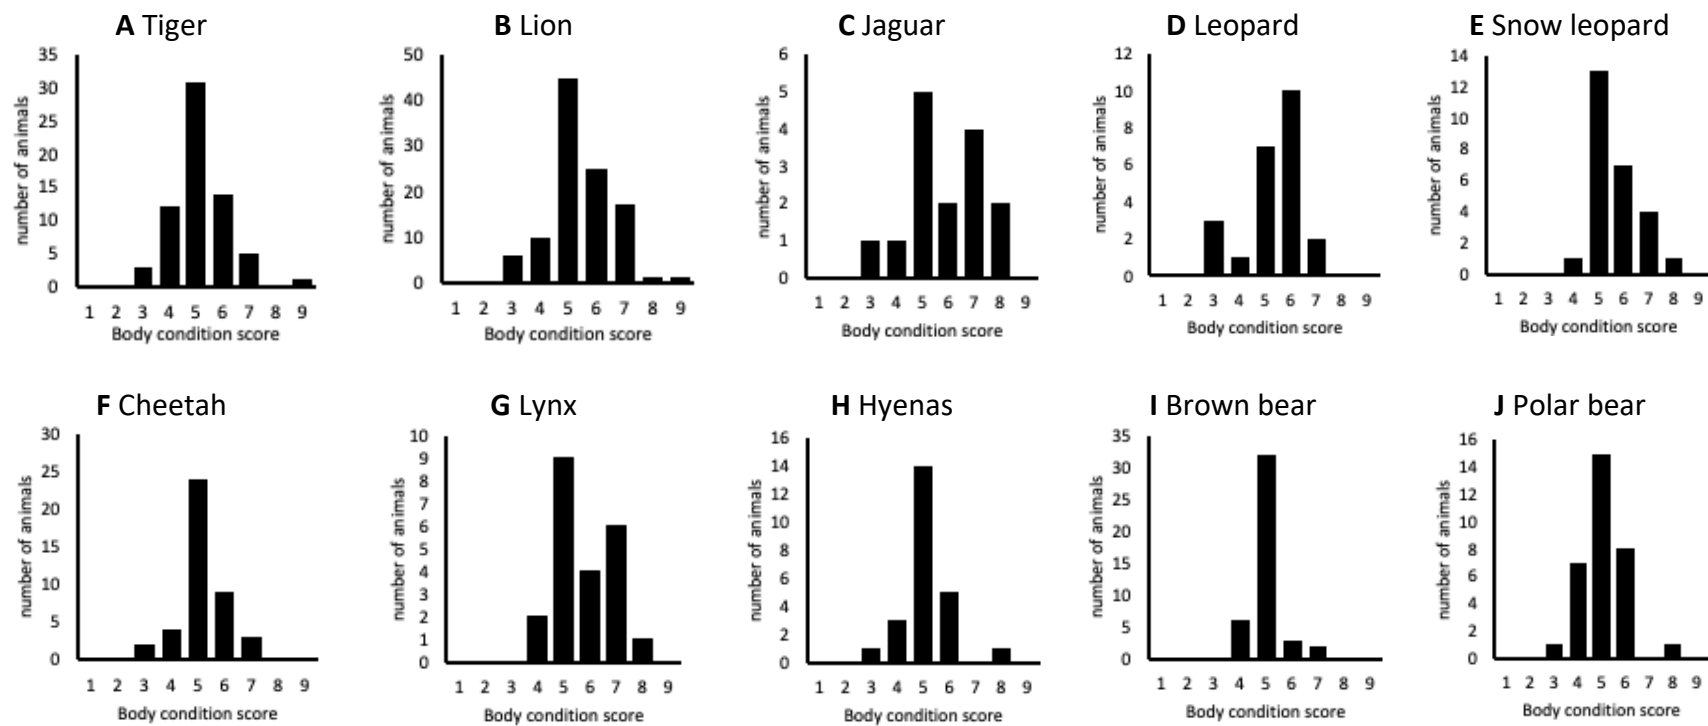 A Tiger
35
30
25
20
15
10
5
0
number of animals
1 2 3 4 5 6 7 8 9
Body condition score
B Lion
50
40
30
20
10
0
number of animals
1 2 3 4 5 6 7 8 9
Body condition score
C Jaguar
6
5
4
3
2
1
0
number of animals
1 2 3 4 5 6 7 8 9
Body condition score
D Leopard
12
10
8
6
4
2
0
number of animals
1 2 3 4 5 6 7 8 9
Body condition score
E Snow leopard
14
12
10
8
6
4
2
0
number of animals
1 2 3 4 5 6 7 8 9
Body condition score
F Cheetah
30
25
20
15
10
5
0
number of animals
1 2 3 4 5 6 7 8 9
Body condition score
G Lynx
10
9
8
7
6
5
4
3
2
1
0
number of animals
1 2 3 4 5 6 7 8 9
Body condition score
H Hyenas
16
14
12
10
8
6
4
2
0
number of animals
1 2 3 4 5 6 7 8 9
Body condition score
I Brown bear
35
30
25
20
15
10
5
0
number of animals
1 2 3 4 5 6 7 8 9
Body condition score
J Polar bear
16
14
12
10
8
6
4
2
0
number of animals
1 2 3 4 5 6 7 8 9
Body condition score